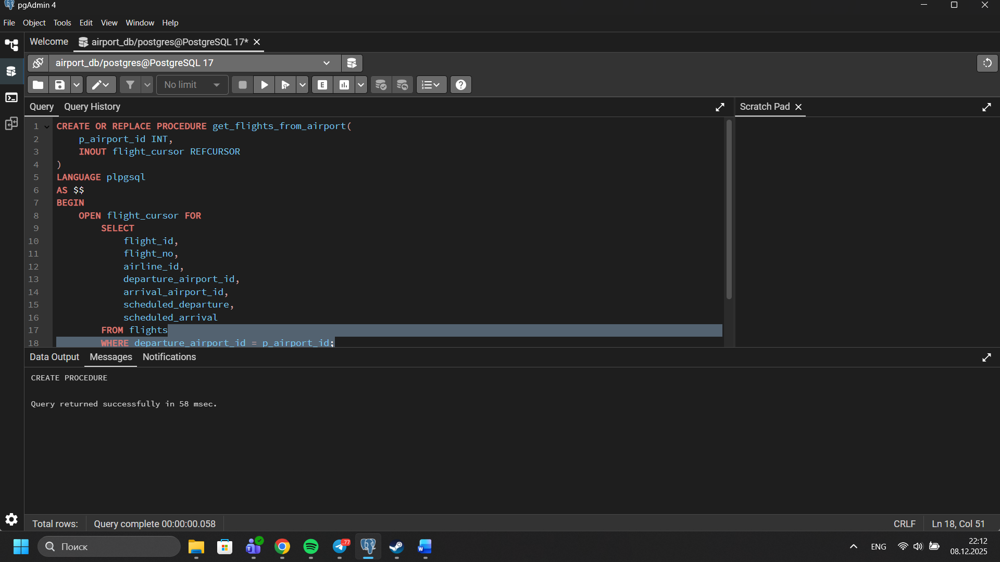 pgAdmin 4
File Object Tools Edit View Window Help
Welcome airport_db/postgres@PostgreSQL 17*
airport_db/postgres@PostgreSQL 17
No limit
E
Query Query History
Scratch Pad
1 CREATE OR REPLACE PROCEDURE get_flights_from_airport(
2 p_airport_id INT,
3 INOUT flight_cursor REFCURSOR
4 )
5 LANGUAGE plpgsql
6 AS $$
7 BEGIN
8 OPEN flight_cursor FOR
9 SELECT
10 flight_id,
11 flight_no,
12 airline_id,
13 departure_airport_id,
14 arrival_airport_id,
15 scheduled_departure,
16 scheduled_arrival
17 FROM flights
18 WHERE departure_airport_id = p_airport_id;
Data Output Messages Notifications
CREATE PROCEDURE
Query returned successfully in 58 msec.
Total rows: Query complete 00:00:00.058
CRLF Ln 18, Col 51
Поиск
..77
ENG
22:12
08.12.2025